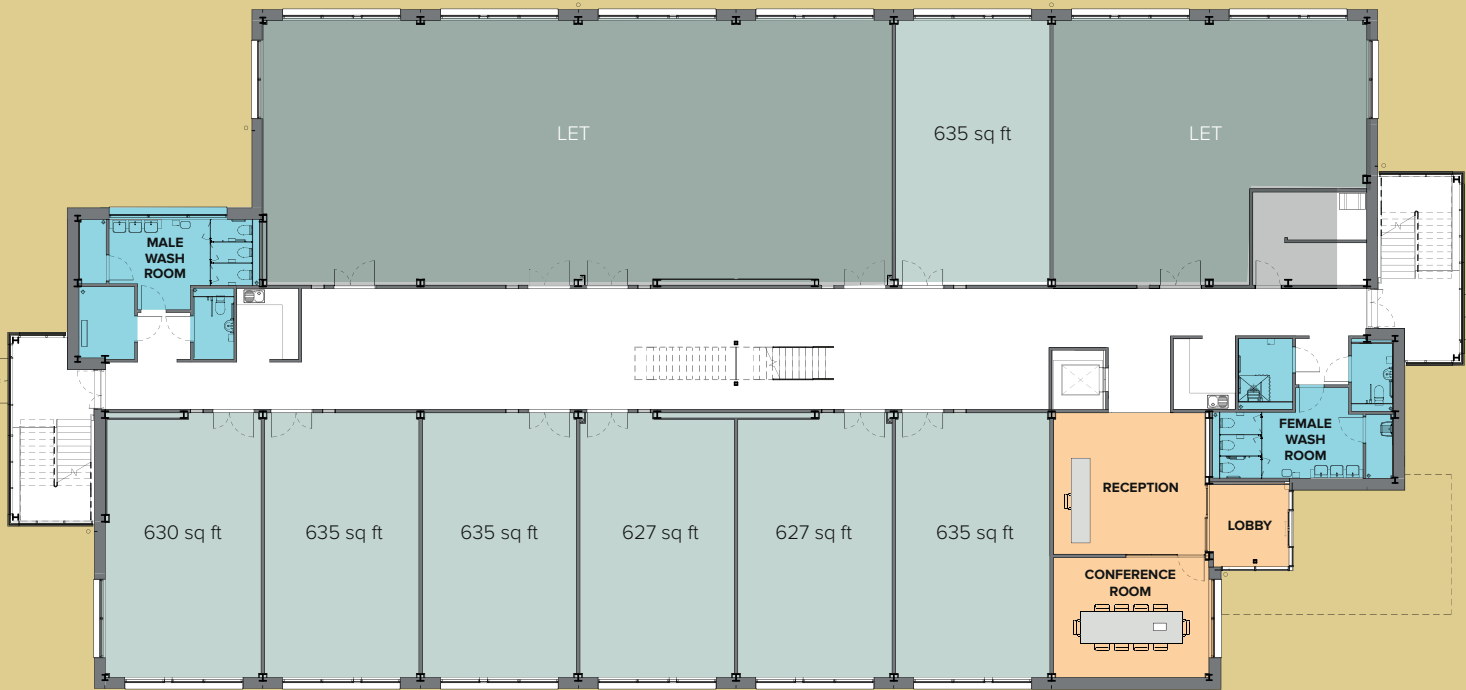 LET
635 sq ft
LET
MALE
WASH
ROOM
FEMALE
WASH
ROOM
RECEPTION
LOBBY
630 sq ft
635 sq ft
635 sq ft
627 sq ft
627 sq ft
635 sq ft
CONFERENCE
ROOM